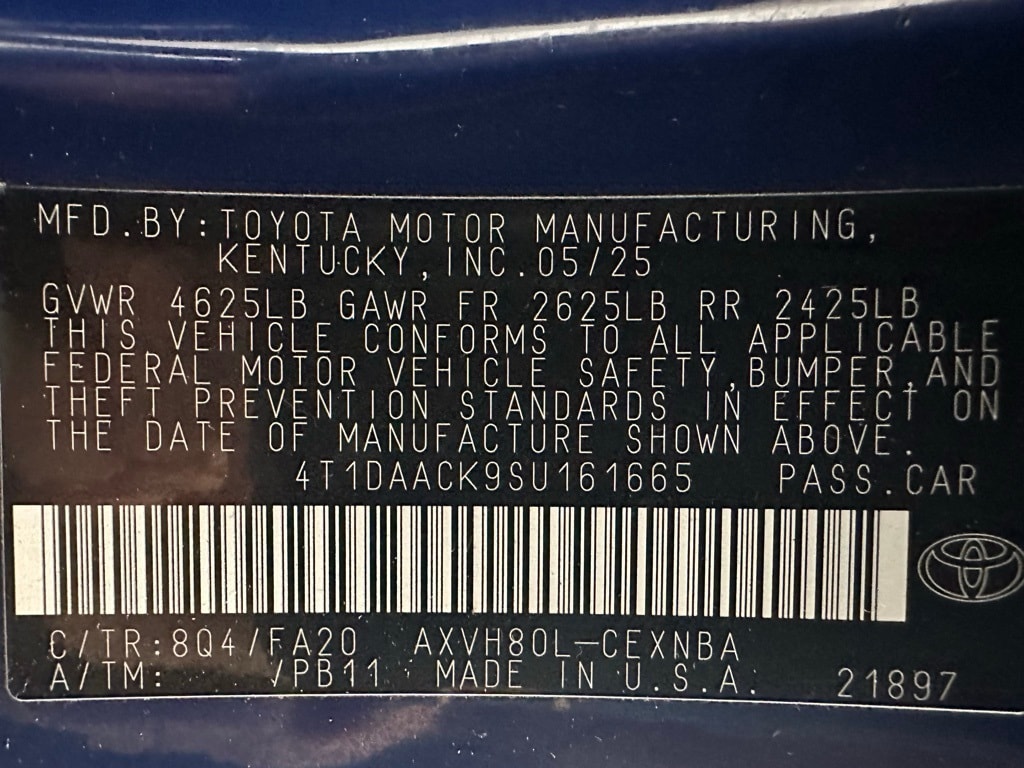 MFD.BY:TOYOTA MOTOR MANUFACTURING,
KENTUCKY,INC.05/25
GVWR 4625LB GAWR FR 2625LB RR 2425LB
THIS VEHICLE CONFORMS TO ALL APPLICABLE
FEDERAL MOTOR VEHICLE SAFETY,BUMPER,AND
THEFT PREVENTION STANDARDS IN EFFECT ON
THE DATE OF MANUFACTURE SHOWN ABOVE.
4T1DAACK9SU161665 PASS.CAR
C/TR:8Q4/FA20 AXVH80L-CEXNBA
A/TM: /PB11 MADE IN U.S.A. 21897